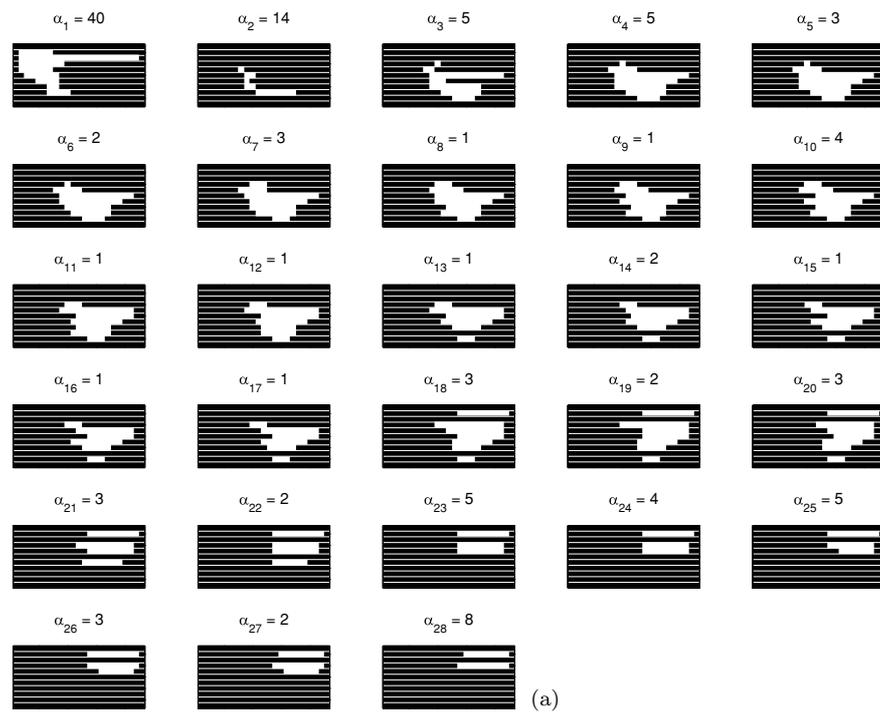 α1 = 40 α2 = 14 α3 = 5 α4 = 5 α5 = 3
α6 = 2 α7 = 3 α8 = 1 α9 = 1 α10 = 4
α11 = 1 α12 = 1 α13 = 1 α14 = 2 α15 = 1
α16 = 1 α17 = 1 α18 = 3 α19 = 2 α20 = 3
α21 = 3 α22 = 2 α23 = 5 α24 = 4 α25 = 5
α26 = 3 α27 = 2 α28 = 8
(a)